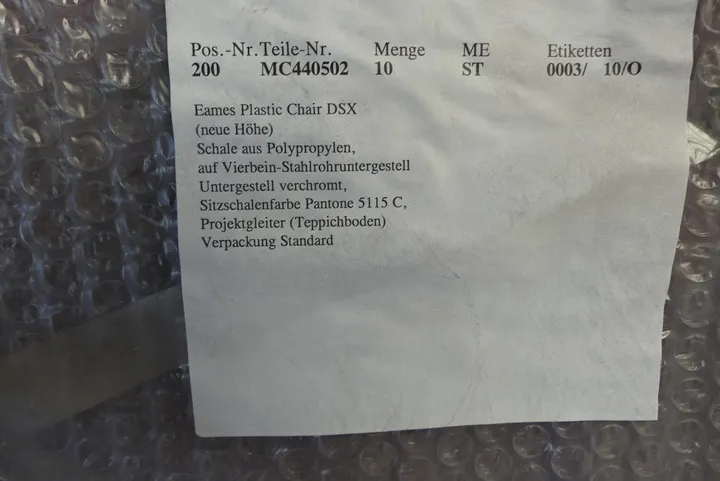 Pos.-Nr. Teile-Nr. Menge ME Etiketten
200 MC440502 10 ST 0003/ 10/O
Eames Plastic Chair DSX
(neue Höhe)
Schale aus Polypropylen,
auf Vierbein-Stahlrohruntergestell
Untergestell verchromt,
Sitzschalenfarbe Pantone 5115 C,
Projektgleiter (Teppichboden)
Verpackung Standard